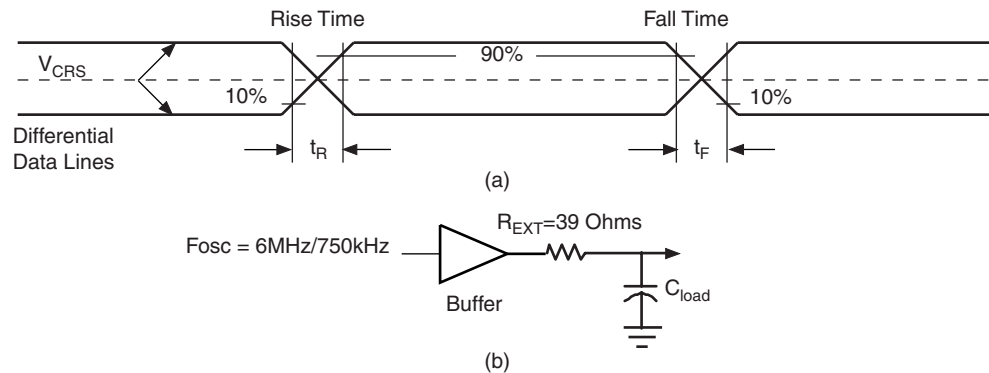 Rise Time
Fall Time
V_CRS
90%
10%
10%
Differential
Data Lines
t_R
t_F
(a)
R_EXT=39 Ohms
Fosc = 6MHz/750kHz
Buffer
C_load
(b)